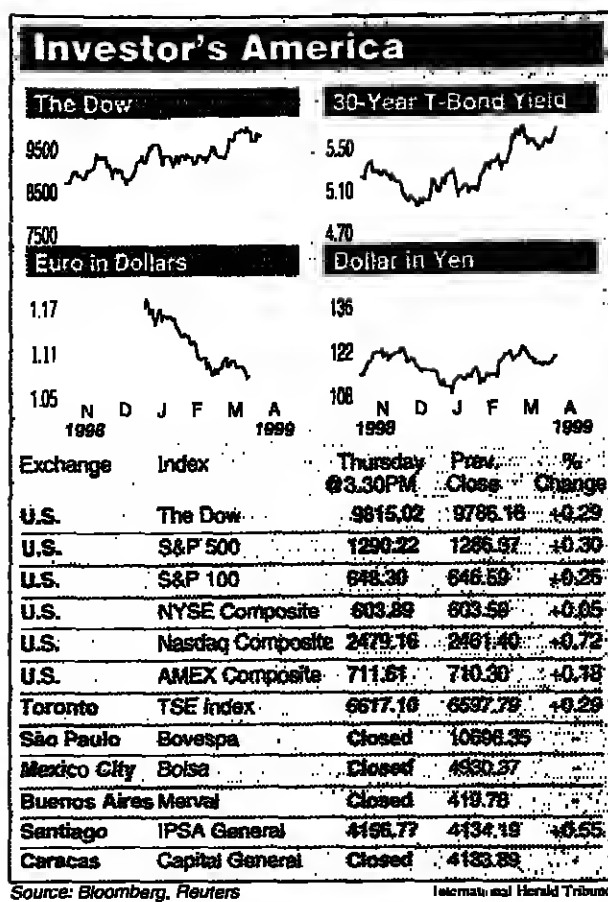 Investor's America
The Dow
9500
8500
7500
30-Year T-Bond Yield
5.50
5.10
4.70
Euro in Dollars
1.17
1.11
1.05
N D J F M A
1998 1999
Dollar in Yen
136
122
108
N D J F M A
1998 1999
Exchange Index Thursday Prev. %
@3.30PM Close Change
U.S. The Dow 9815.02 9786.16 +0.29
U.S. S&P 500 1290.22 1286.37 +0.30
U.S. S&P 100 648.30 646.59 +0.26
U.S. NYSE Composite 603.89 603.59 +0.05
U.S. Nasdaq Composite 2479.16 2461.40 +0.72
U.S. AMEX Composite 711.61 710.30 +0.18
Toronto TSE Index 6617.10 6597.79 +0.29
São Paulo Bovespa Closed 10696.35 -
Mexico City Bolsa Closed 4930.37 -
Buenos Aires Merval Closed 419.78 -
Santiago IPSA General 4156.77 4134.19 +0.55
Caracas Capital General Closed 4183.89 -
Source: Bloomberg, Reuters International Herald Tribune